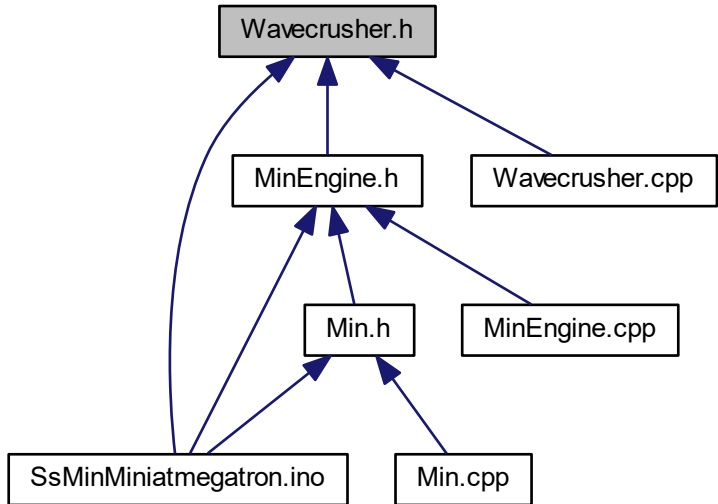 Wavecrusher.h
MinEngine.h
Wavecrusher.cpp
Min.h
MinEngine.cpp
SsMinMiniatmegatron.ino
Min.cpp